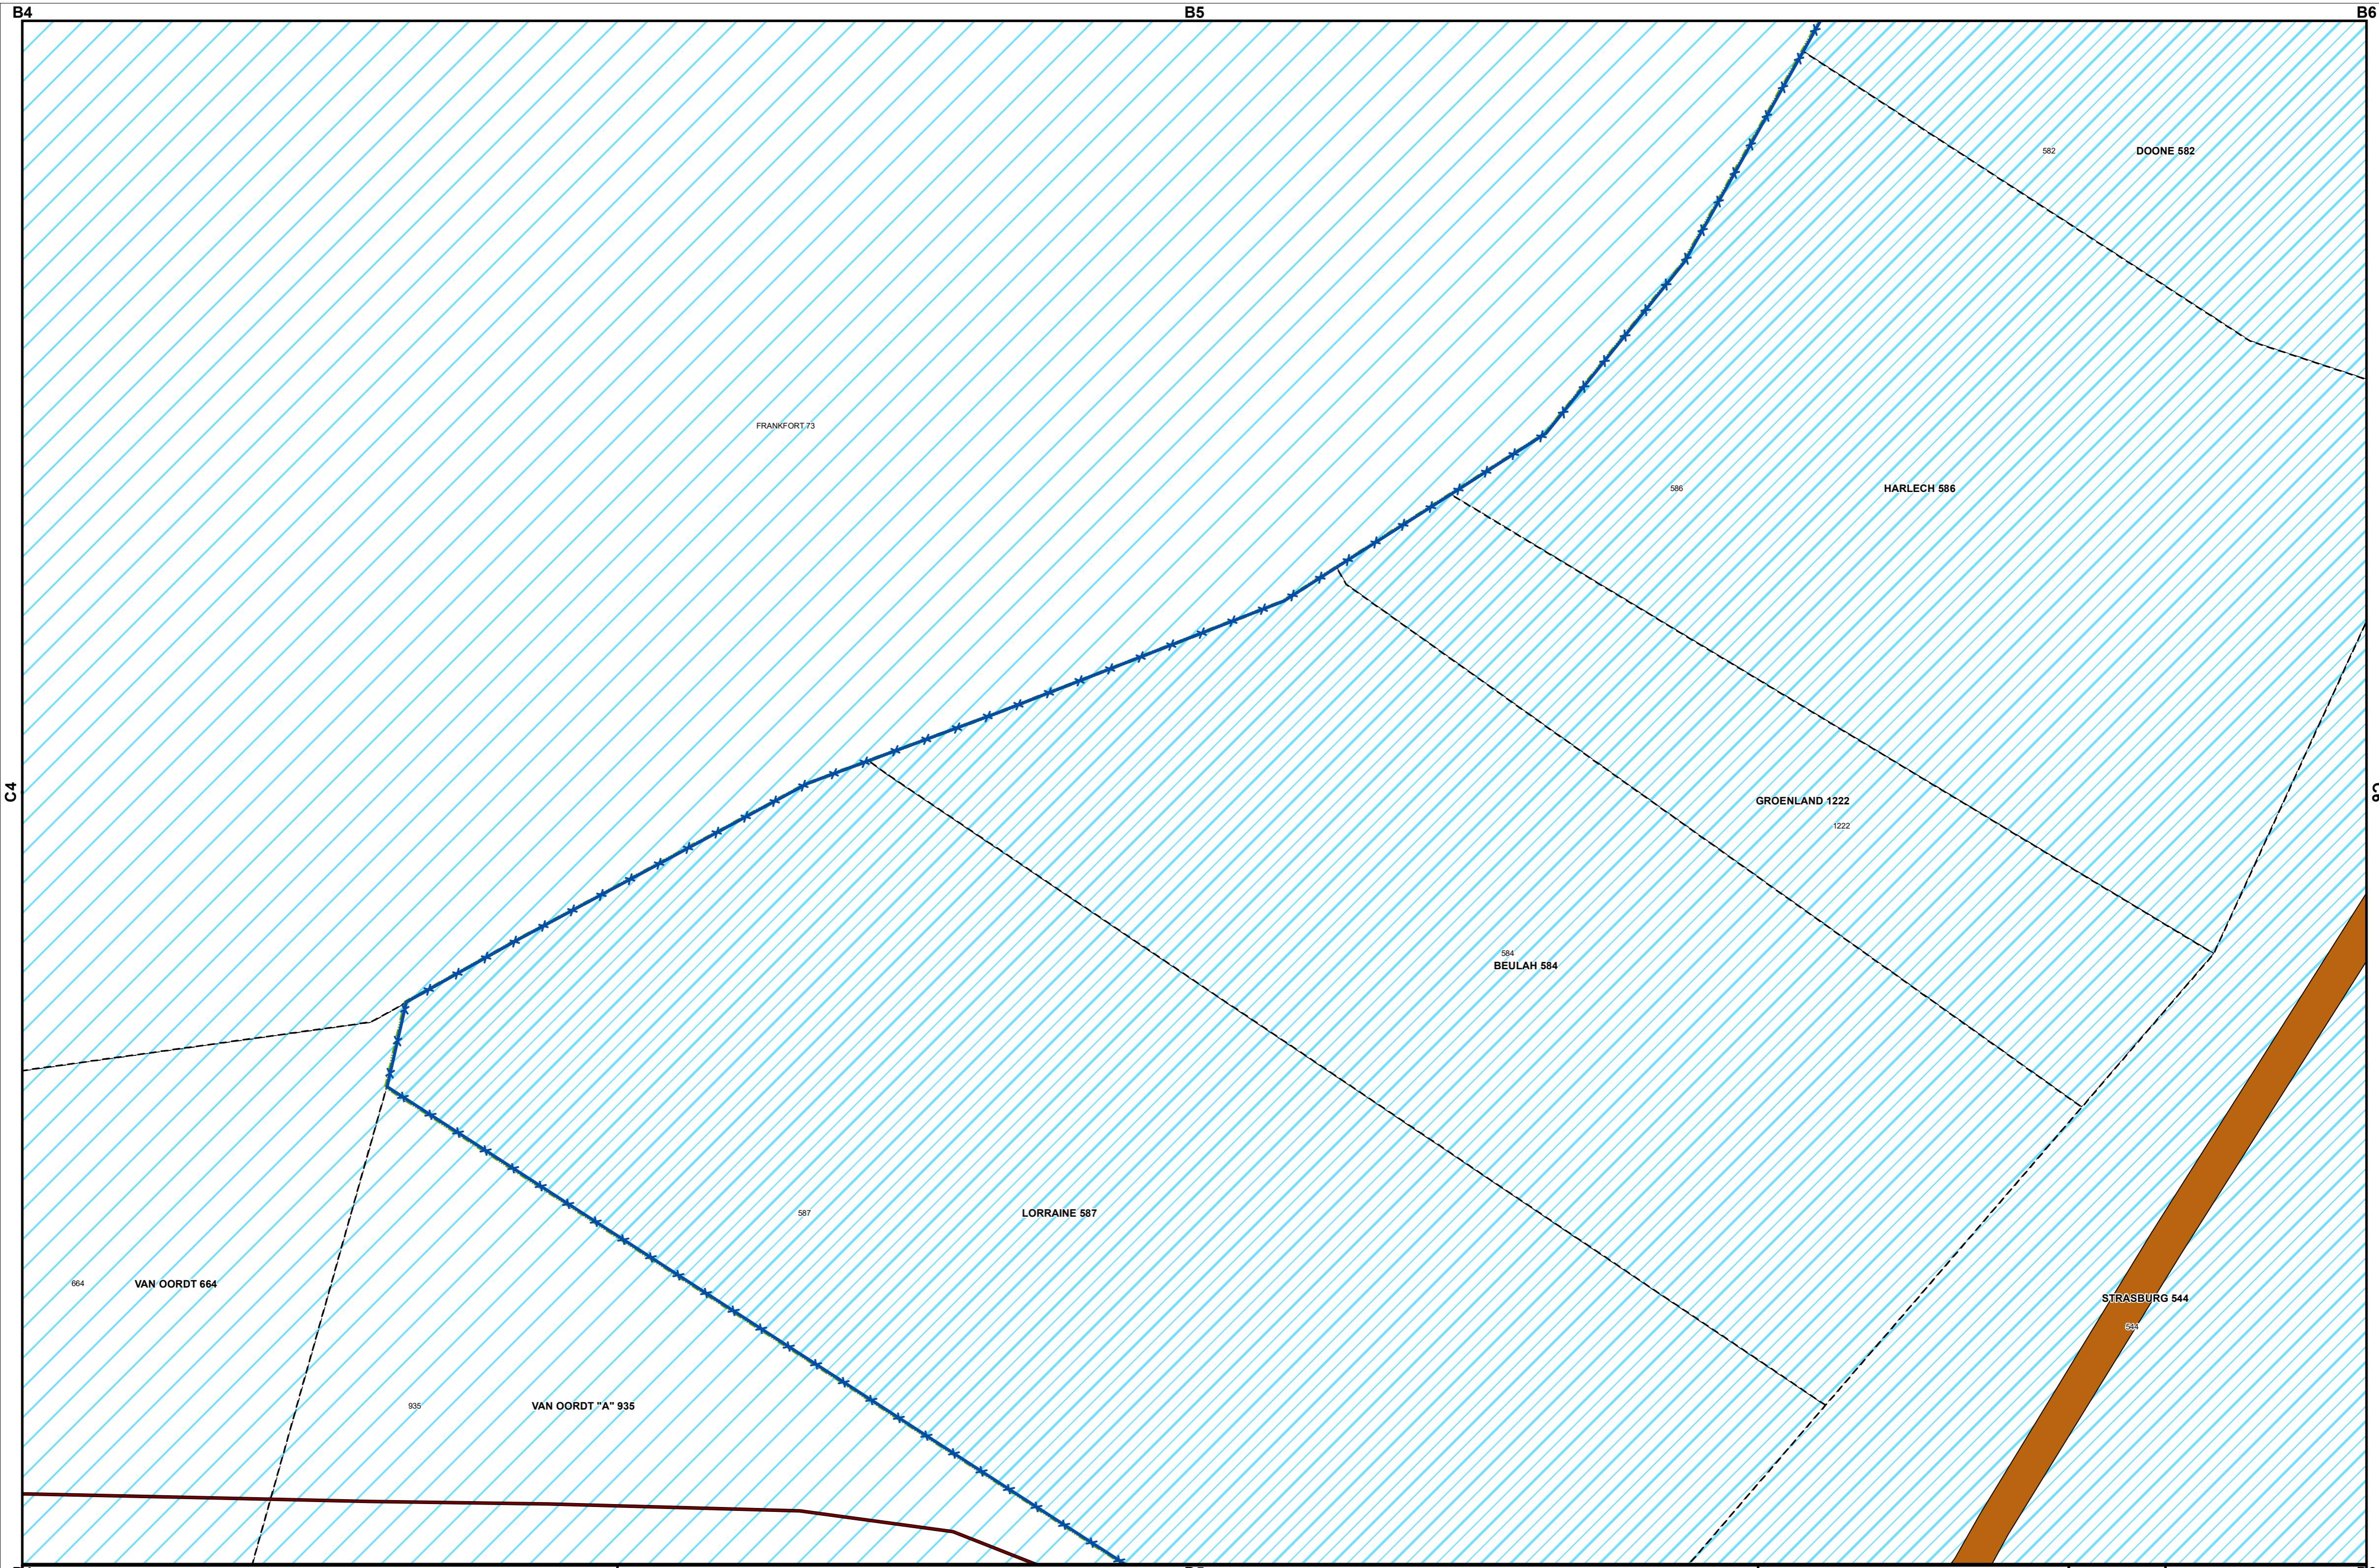 B4 B5 B6
582 DOONE 582
FRANKFORT 73
586 HARLECH 586
C4
GROENLAND 1222
1222
584
BEULAH 584
587 LORRAINE 587
664 VAN OORDT 664
STRASBURG 544
544
935 VAN OORDT "A" 935